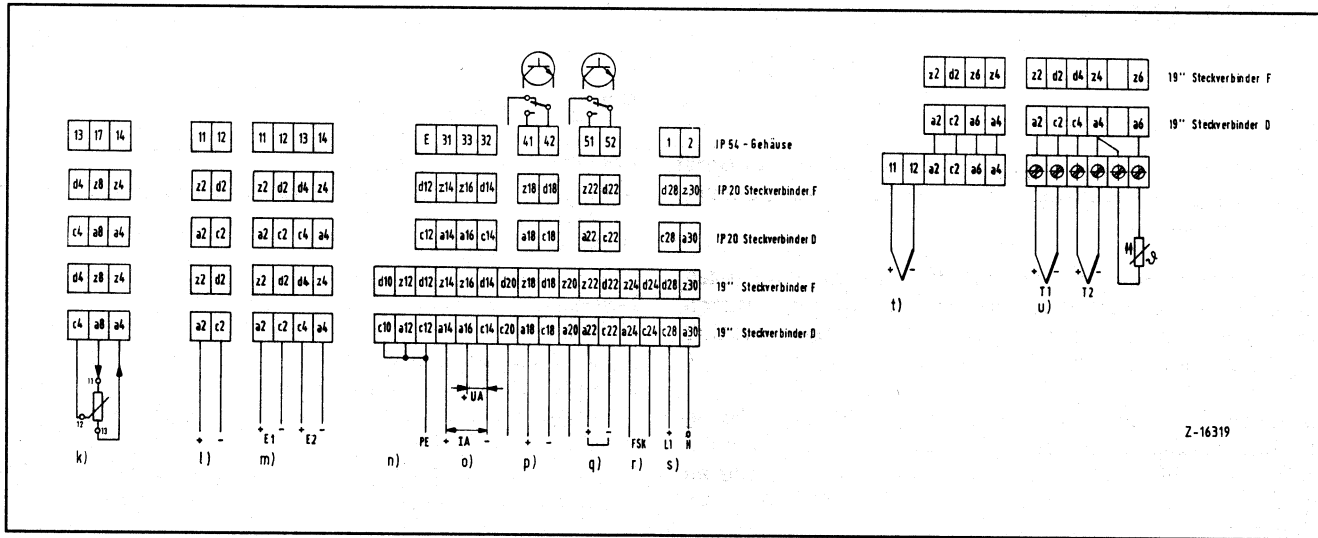 z2 d2 z6 z4 z2 d2 d4 z4 z6 19" Steckverbinder F
a2 c2 a6 a4 a2 c2 c4 a4 a6 19" Steckverbinder D
13 17 14 11 12 11 12 13 14 E 31 33 32 41 42 51 52 1 2 IP 54 - Gehäuse
11 12 a2 c2 a6 a4
d4 z8 z4 z2 d2 z2 d2 d4 z4 d12 z14 z16 d14 z18 d18 z22 d22 d28 z30 IP 20 Steckverbinder F
c4 a8 a4 a2 c2 a2 c2 c4 a4 c12 a14 a16 c14 a18 c18 a22 c22 c28 a30 IP 20 Steckverbinder D
+ - + - + - ϑ
t) T1 T2
u)
d4 z8 z4 z2 d2 z2 d2 d4 z4 d10 z12 d12 z14 z16 d14 d20 z18 d18 z20 z22 d22 z24 d24 d28 z30 19" Steckverbinder F
c4 a8 a4 a2 c2 a2 c2 c4 a4 c10 a12 c12 a14 a16 c14 c20 a18 c18 a20 a22 c22 a24 c24 c28 a30 19" Steckverbinder D
11
+ UA -
12 13
+ - + E1 - + E2 - PE + IA - + - + - FSK + L1 N
Z-16319
k) l) m) n) o) p) q) r) s)